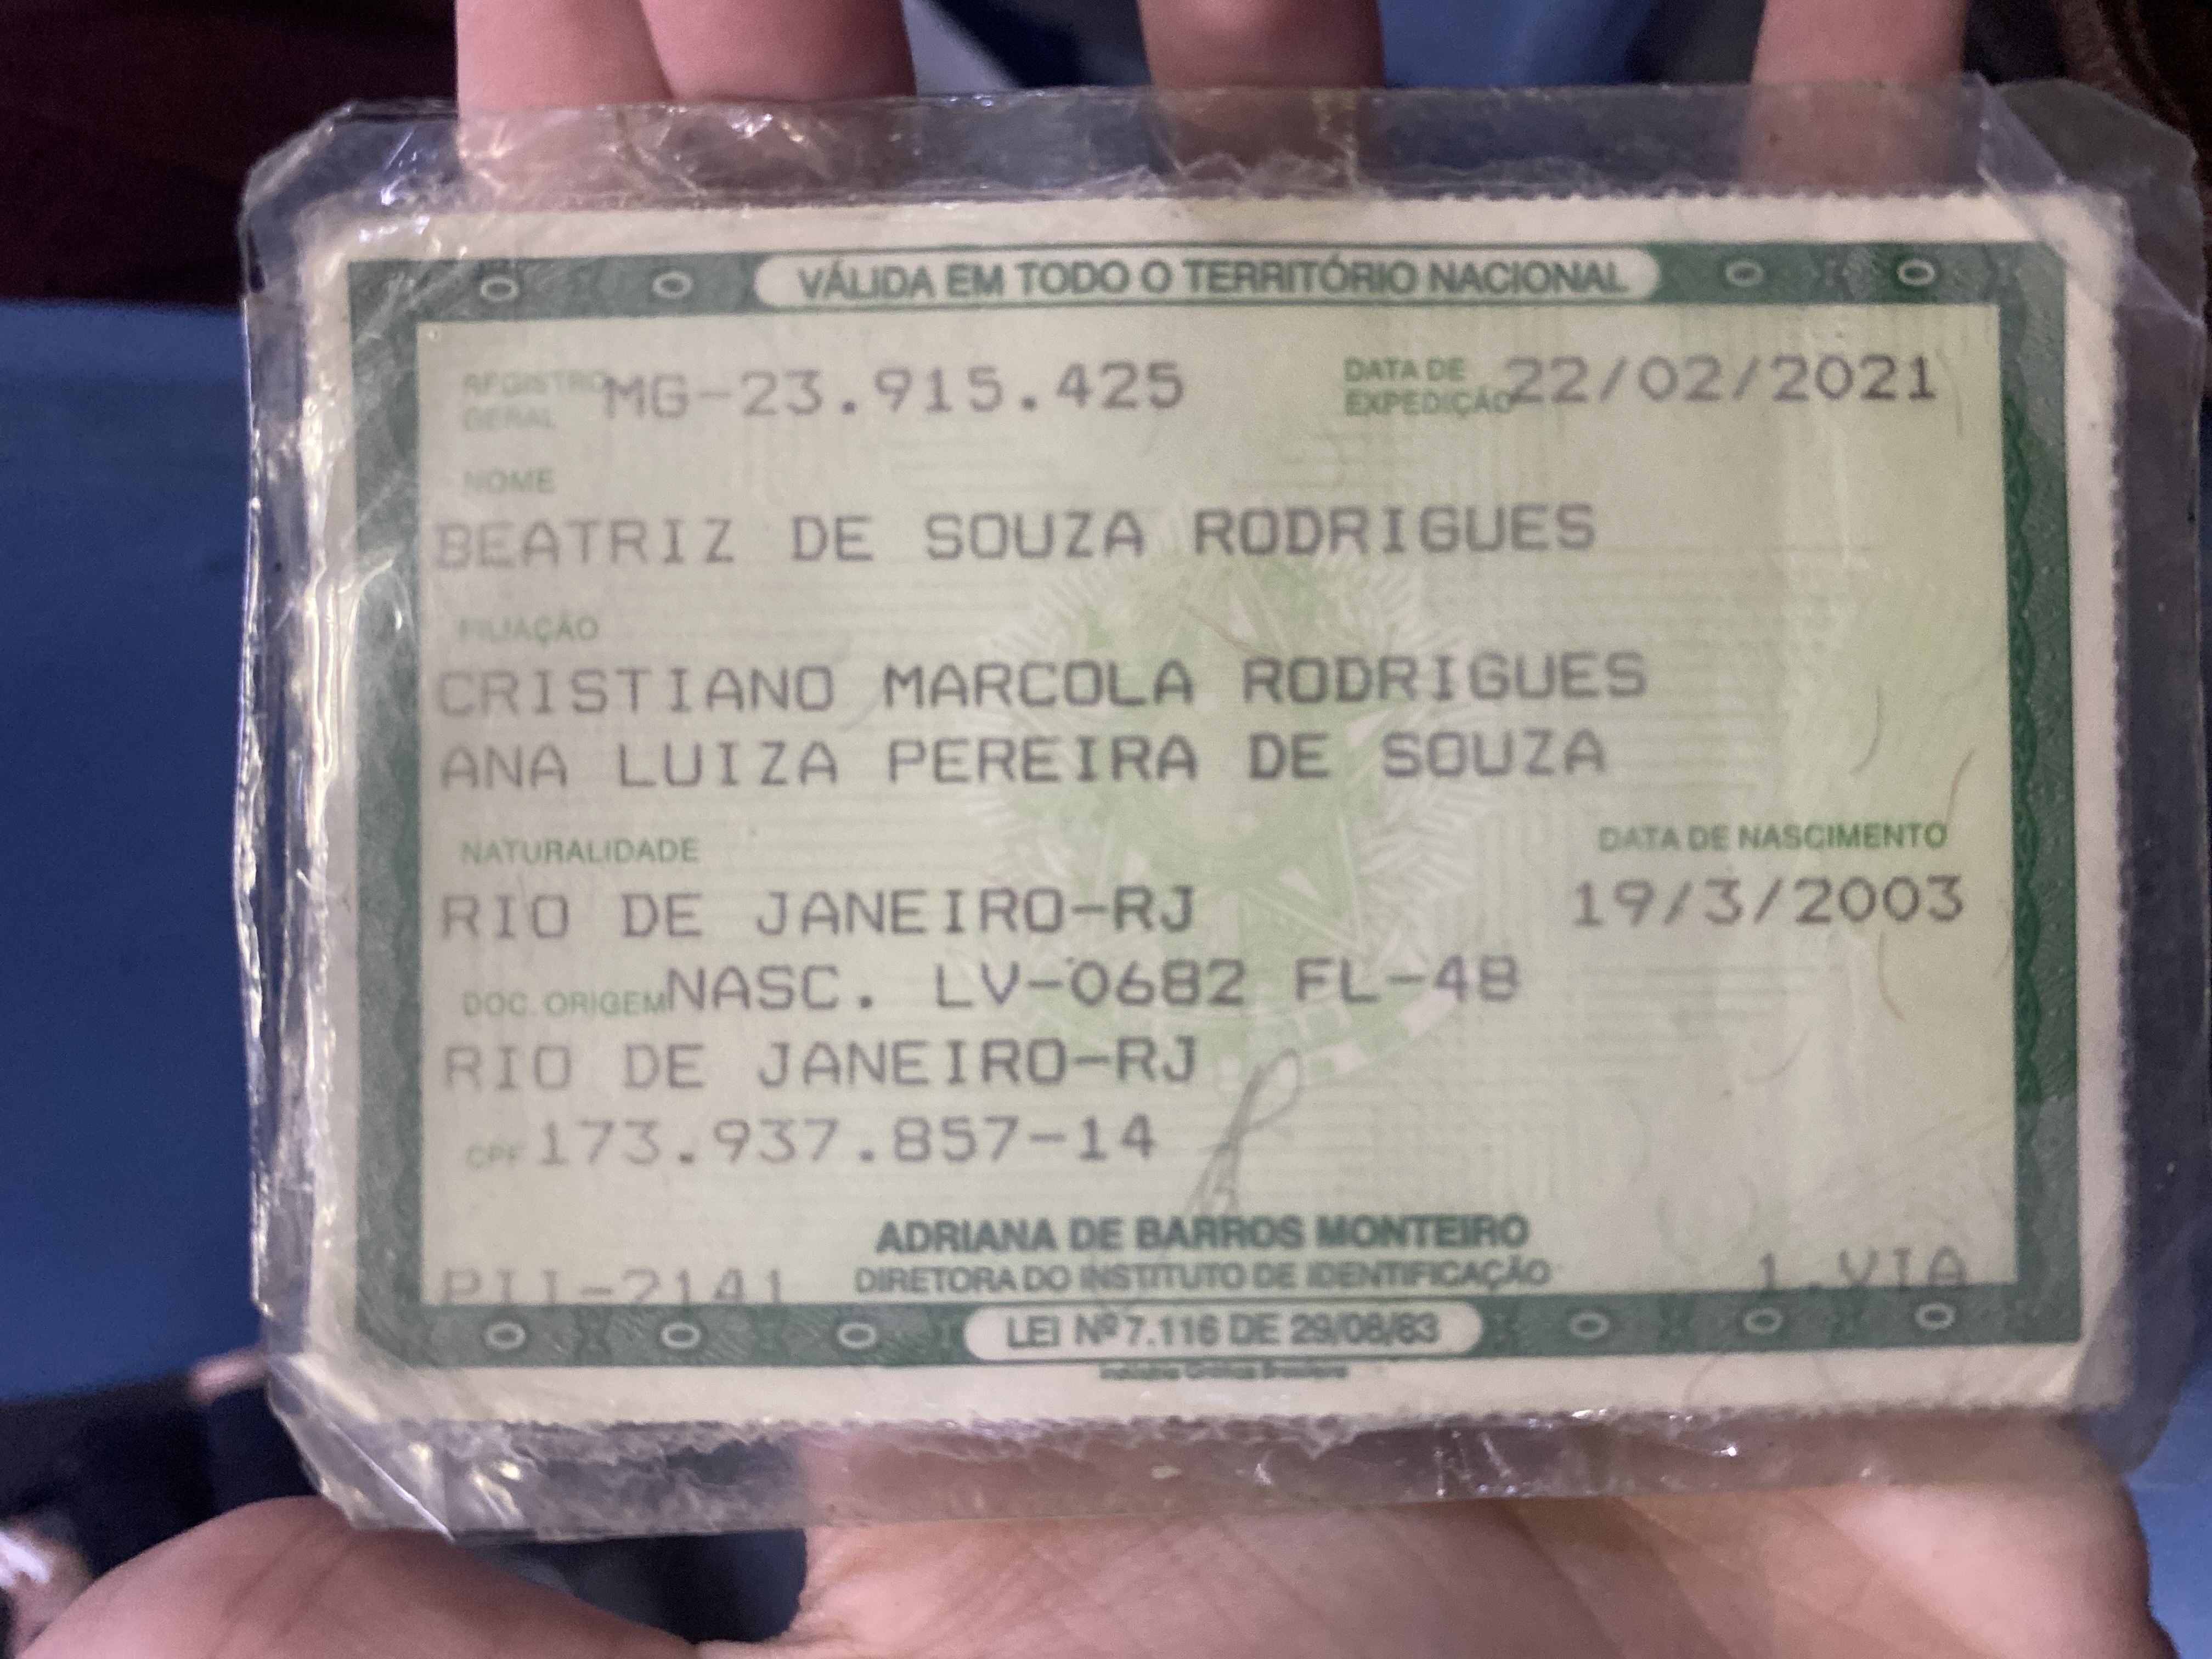 VÁLIDA EM TODO O TERRITÓRIO NACIONAL
REGISTRO GERAL MG-23.915.425 DATA DE EXPEDIÇÃO 22/02/2021
NOME
BEATRIZ DE SOUZA RODRIGUES
FILIAÇÃO
CRISTIANO MARCOLA RODRIGUES
ANA LUIZA PEREIRA DE SOUZA
NATURALIDADE DATA DE NASCIMENTO
RIO DE JANEIRO-RJ 19/3/2003
DOC. ORIGEM NASC. LV-0682 FL-48
RIO DE JANEIRO-RJ
CPF 173.937.857-14
ADRIANA DE BARROS MONTEIRO
PII-2141 DIRETORA DO INSTITUTO DE IDENTIFICAÇÃO 1.VIA
LEI Nº 7.116 DE 29/08/83